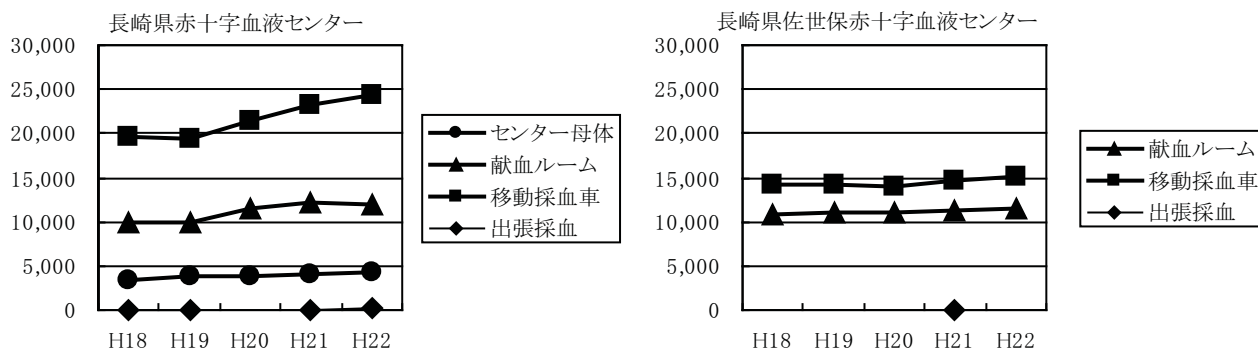 長崎県赤十字血液センター
30,000
25,000
20,000
15,000
10,000
5,000
0
H18 H19 H20 H21 H22
センター母体
献血ルーム
移動採血車
出張採血
長崎県佐世保赤十字血液センター
30,000
25,000
20,000
15,000
10,000
5,000
0
H18 H19 H20 H21 H22
献血ルーム
移動採血車
出張採血